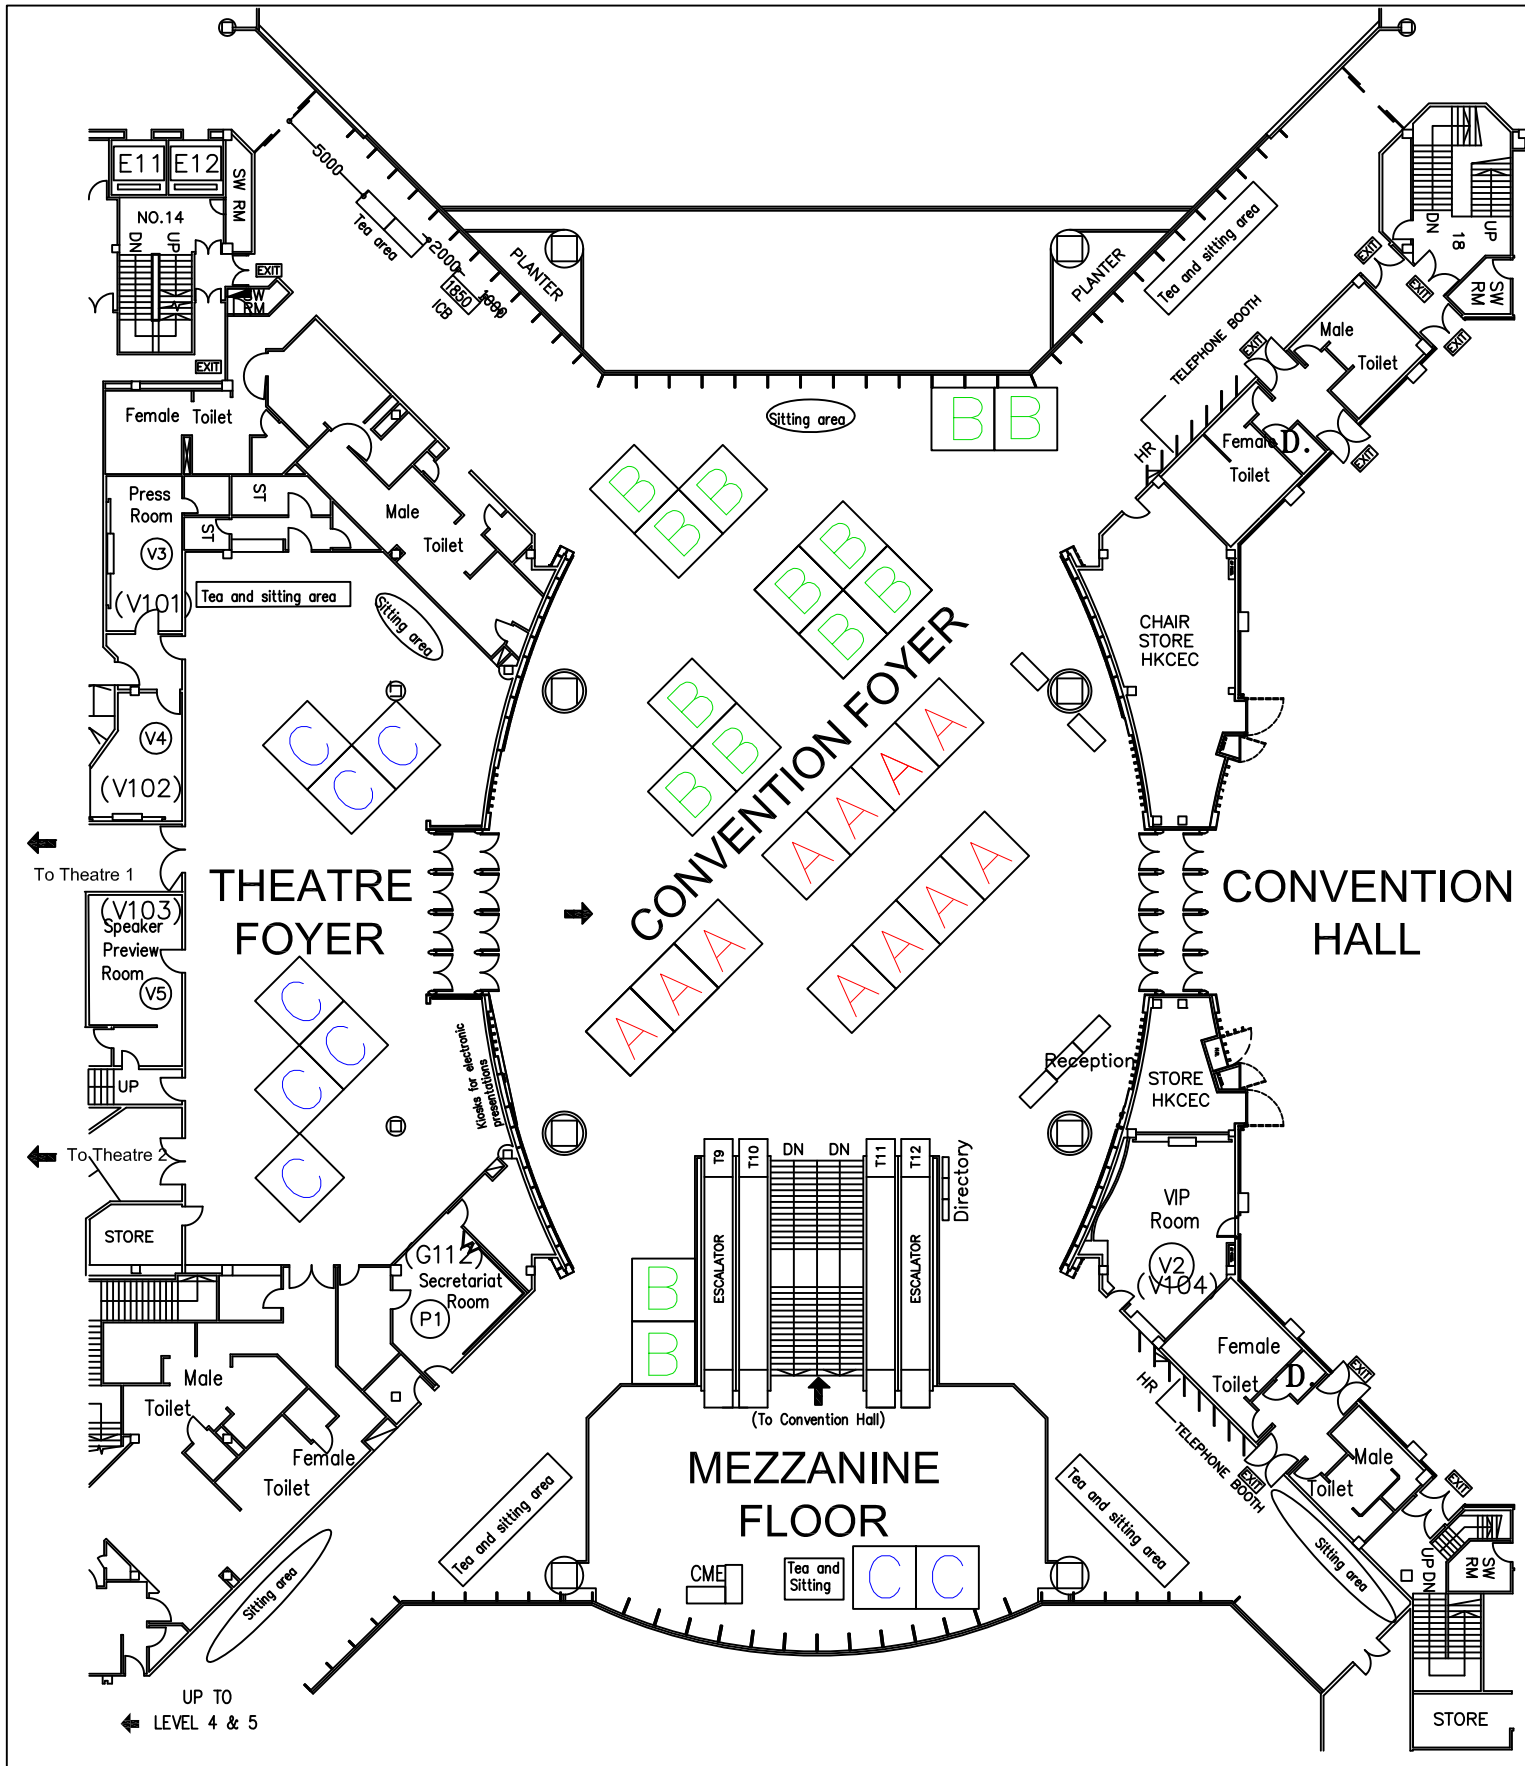 E11
E12
SW RM
NO.14
DN
UP
EXIT
SW
RM
EXIT
5000
Tea area
2000
1850
1000
ICB
PLANTER
PLANTER
Tea and sitting area
DN
UP
18
SW
RM
EXIT
EXIT
EXIT
EXIT
EXIT
TELEPHONE BOOTH
HR
Male
Toilet
Female
Toilet
D.
Sitting area
B
B
B
B
B
B
B
B
B
B
B
B
Female Toilet
Press
Room
V3
(V101)
ST
ST
Male
Toilet
Tea and sitting area
Sitting area
V4
(V102)
C
C
C
CHAIR
STORE
HKCEC
CONVENTION FOYER
A
A
A
A
A
A
A
A
A
A
A
To Theatre 1
THEATRE
FOYER
(V103)
Speaker
Preview
Room
V5
CONVENTION
HALL
C
C
C
C
Kiosks for electronic
presentations
UP
To Theatre 2
STORE
Reception
STORE
HKCEC
T9
T10
DN
DN
T11
T12
ESCALATOR
ESCALATOR
Directory
VIP
Room
V2
(V104)
(G112)
Secretariat
Room
P1
B
B
(To Convention Hall)
MEZZANINE
FLOOR
Male
Toilet
Female
Toilet
Female
Toilet
D.
HR
TELEPHONE BOOTH
EXIT
EXIT
EXIT
Male
Toilet
Tea and sitting area
Tea and sitting area
Sitting area
Sitting area
CME
Tea and
Sitting
C
C
UP
DN
SW
RM
UP TO
LEVEL 4 & 5
STORE